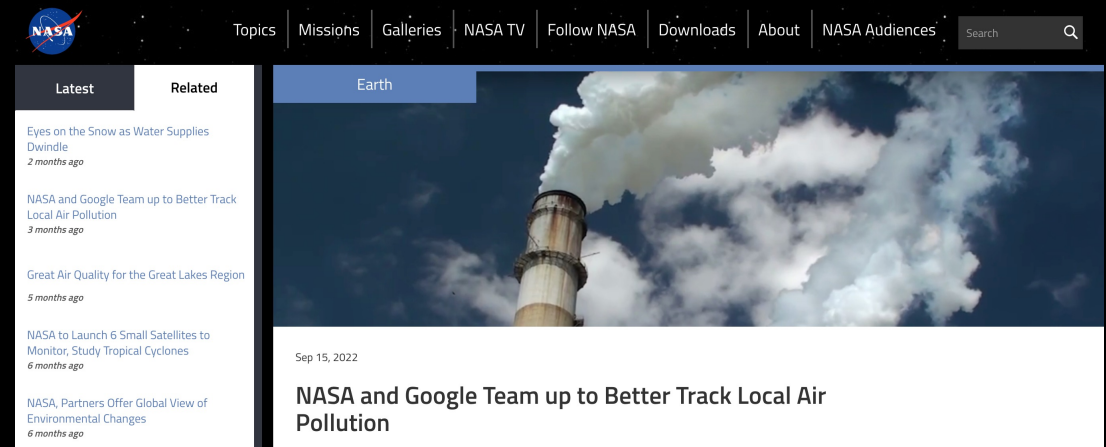 NASA
Topics
Missions
Galleries
NASA TV
Follow NASA
Downloads
About
NASA Audiences
Search
Latest
Related
Eyes on the Snow as Water Supplies
Dwindle
2 months ago
NASA and Google Team up to Better Track
Local Air Pollution
3 months ago
Great Air Quality for the Great Lakes Region
5 months ago
NASA to Launch 6 Small Satellites to
Monitor, Study Tropical Cyclones
6 months ago
NASA, Partners Offer Global View of
Environmental Changes
6 months ago
Earth
Sep 15, 2022
NASA and Google Team up to Better Track Local Air
Pollution